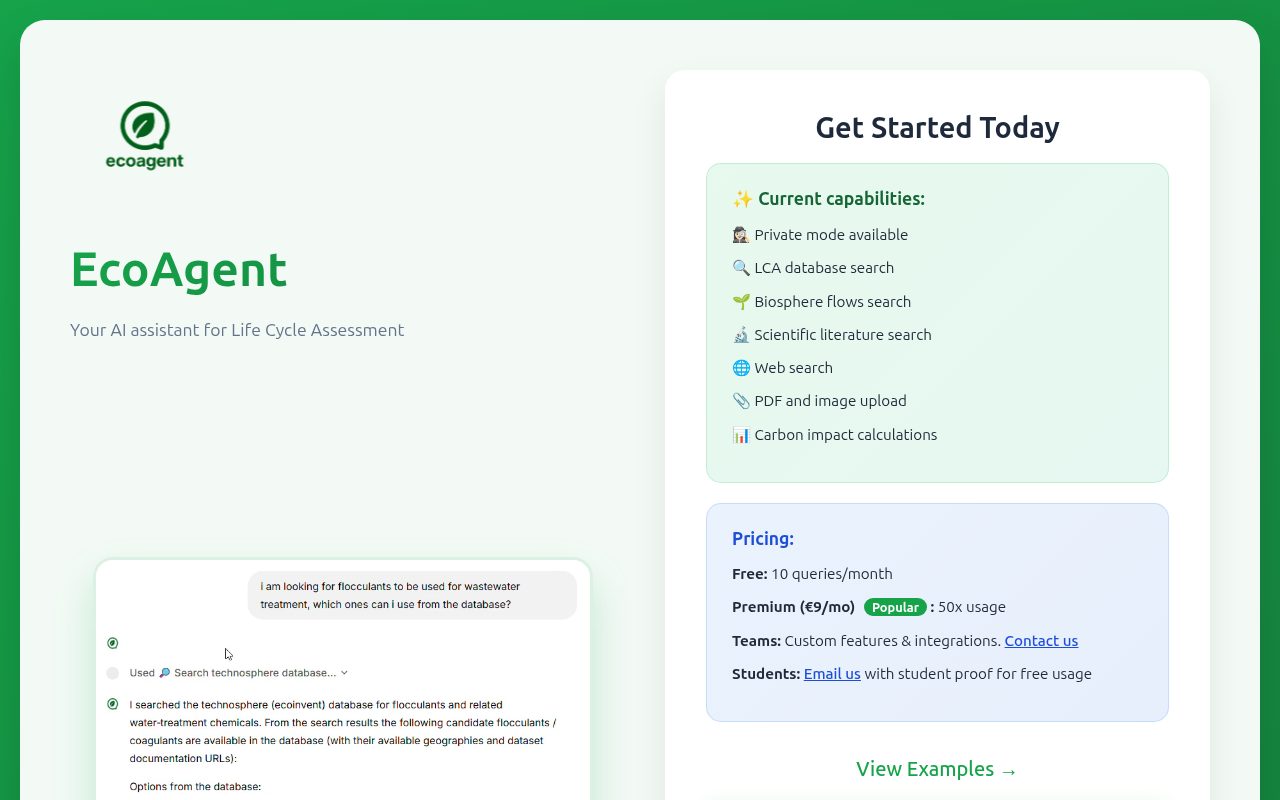 ecoagent
EcoAgent
Your AI assistant for Life Cycle Assessment
i am looking for flocculants to be used for wastewater
treatment, which ones can i use from the database?
Used 🔎 Search technosphere database...
I searched the technosphere (ecoinvent) database for flocculants and related
water-treatment chemicals. From the search results the following candidate flocculants /
coagulants are available in the database (with their available geographies and dataset
documentation URLs):
Options from the database:
Get Started Today
✨ Current capabilities:
🕵🏻‍♀️ Private mode available
🔍 LCA database search
🌱 Biosphere flows search
🔬 Scientific literature search
🌐 Web search
📎 PDF and image upload
📊 Carbon impact calculations
Pricing:
Free: 10 queries/month
Premium (€9/mo) Popular : 50x usage
Teams: Custom features & integrations. Contact us
Students: Email us with student proof for free usage
View Examples →